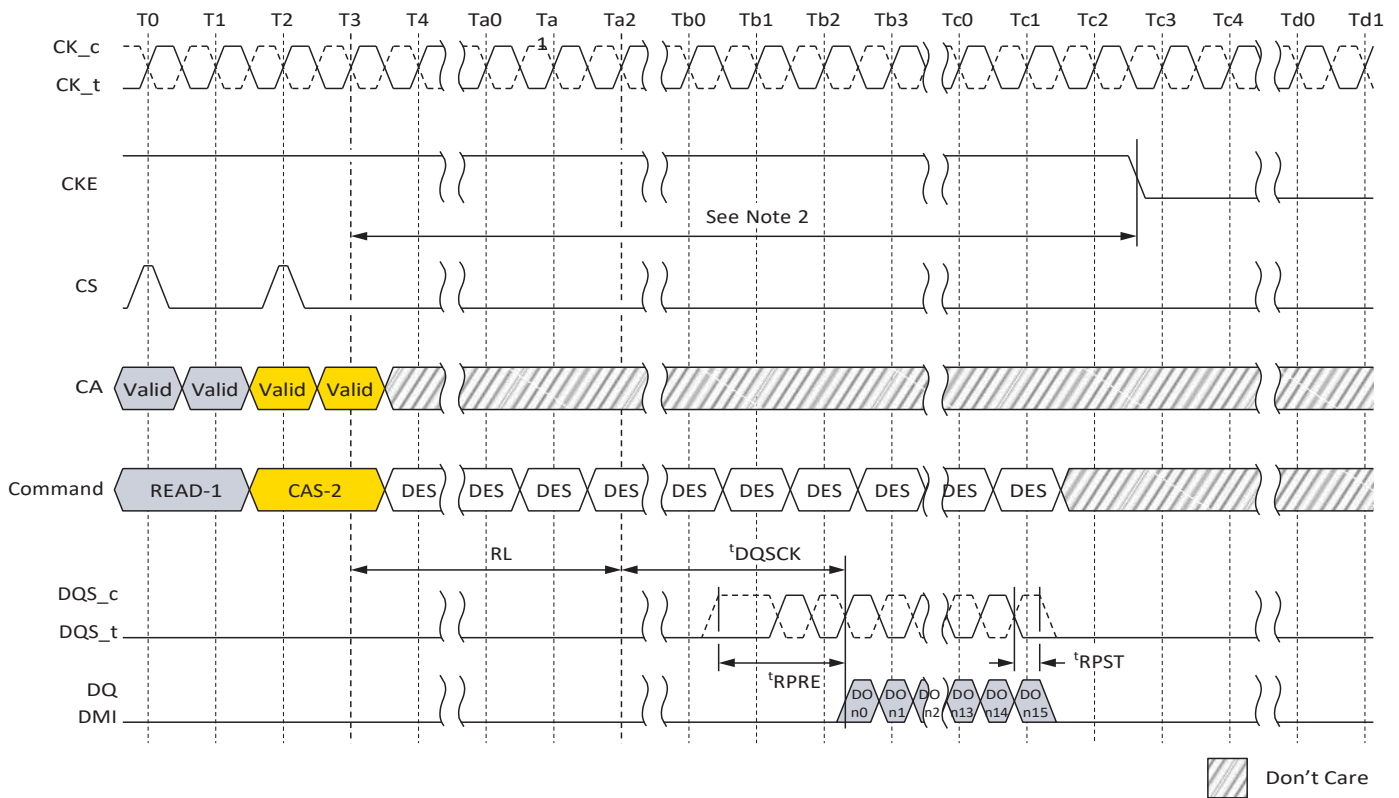 T0 T1 T2 T3 T4 Ta0 Ta1 Ta2 Tb0 Tb1 Tb2 Tb3 Tc0 Tc1 Tc2 Tc3 Tc4 Td0 Td1
CK_c
CK_t
CKE
See Note 2
CS
CA Valid Valid Valid Valid
Command READ-1 CAS-2 DES DES DES DES DES DES DES DES DES DES
RL tDQSCK
DQS_c
DQS_t
tRPRE tRPST
DQ
DMI
DO n0 DO n1 DO n2 DO n13 DO n14 DO n15
Don't Care